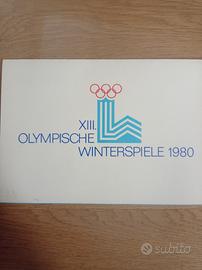 XIII.
OLYMPISCHE
WINTERSPIELE 1980
subito